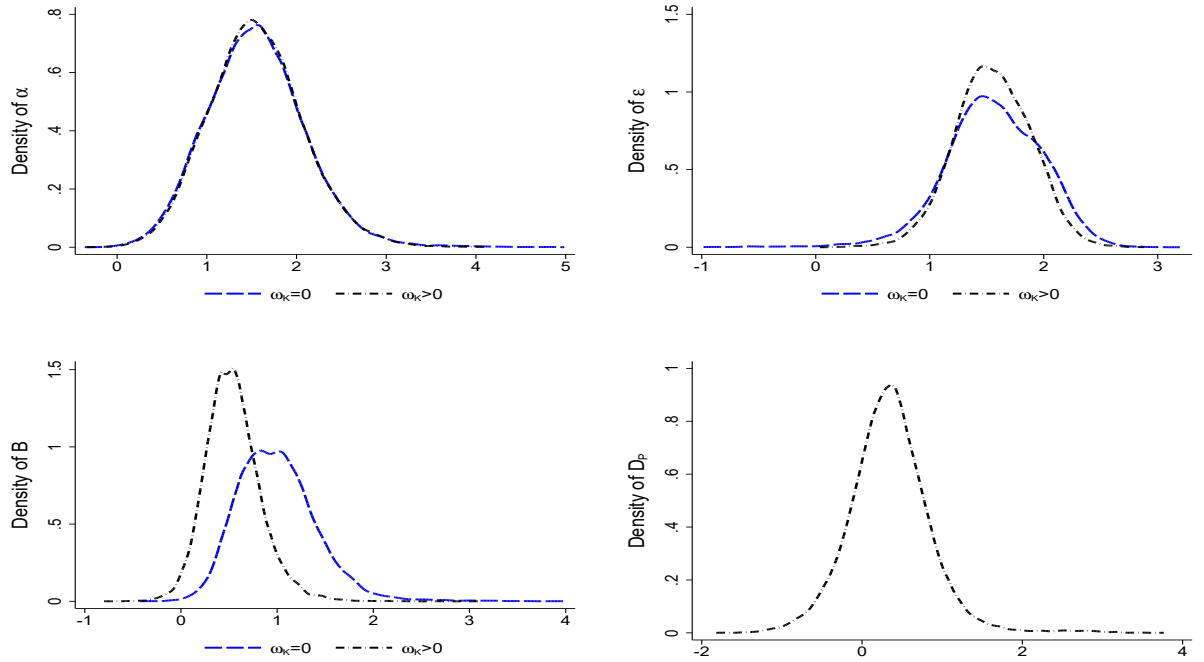 Density of α
.8
.6
.4
.2
0
0 1 2 3 4 5
ωK=0 ωK>0
Density of ε
1.5
1
.5
0
-1 0 1 2 3
ωK=0 ωK>0
Density of B
1.5
1
.5
0
-1 0 1 2 3 4
ωK=0 ωK>0
Density of DP
1
.8
.6
.4
.2
0
-2 0 2 4